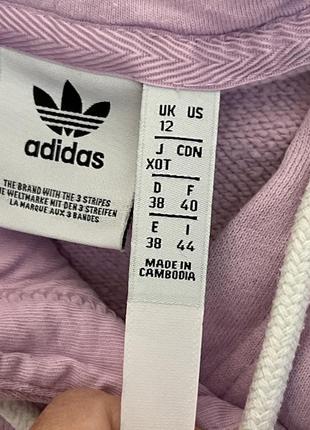 adidas
THE BRAND WITH THE 3 STRIPES
DIE WELTMARKE MIT DEN 3 STREIFEN
LA MARQUE AUX 3 BANDES
UK US
12
J CDN
XOT
D F
38 40
E I
38 44
MADE IN
CAMBODIA